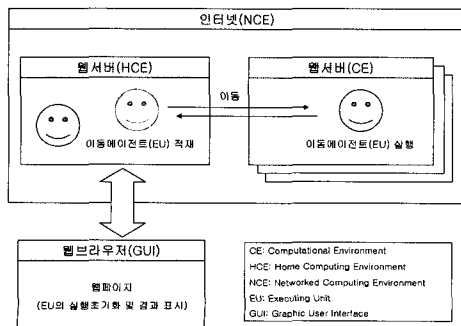 인터넷(NCE)
웹서버(HCE)
이동에이전트(EU) 적재
이동
웹서버(CE)
이동에이전트(EU) 실행
웹브라우저(GUI)
웹페이지
(EU의 실행초기화 및 결과 표시)
CE: Computational Environment
HCE: Home Computing Environment
NCE: Networked Computing Environment
EU: Executing Unit
GUI: Graphic User Interface